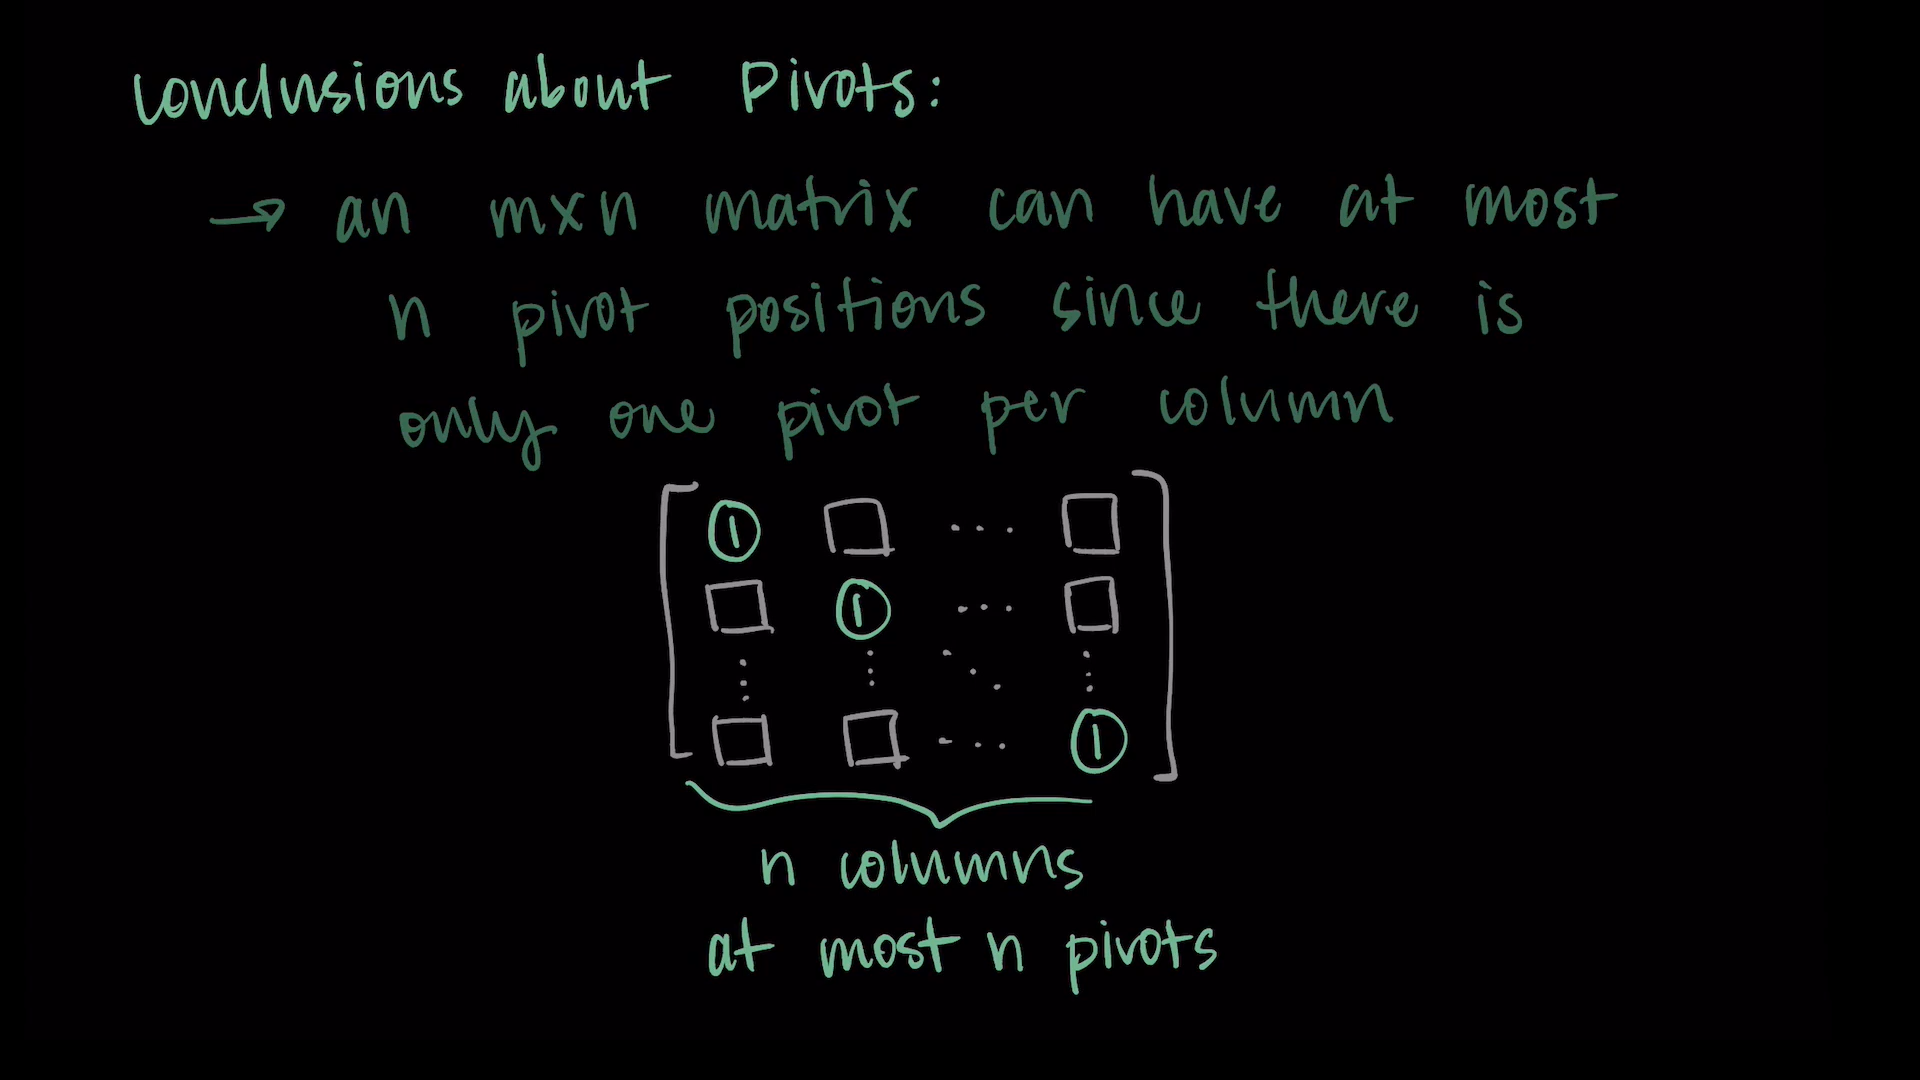 Conclusions about Pivots:
→ an mxn matrix can have at most
n pivot positions since there is
only one pivot per column
1 □ ... □
□ 1 ... □
⋮ ⋮ ⋱ ⋮
□ □ ... 1
n columns
at most n pivots